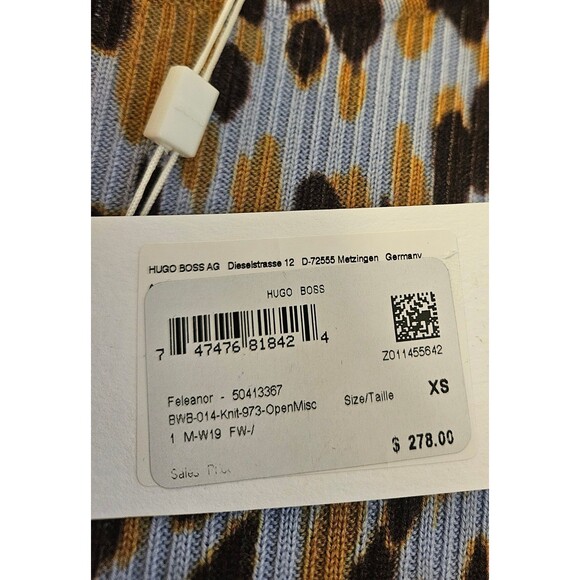 HUGO BOSS AG Dieselstrasse 12 D-72555 Metzingen Germany
HUGO BOSS
7 47476 81842 4
Z011455642
Feleanor - 50413367
BWB-014-Knit-973-OpenMisc
Size/Taille XS
1 M-W19 FW-/
$ 278.00
Sales